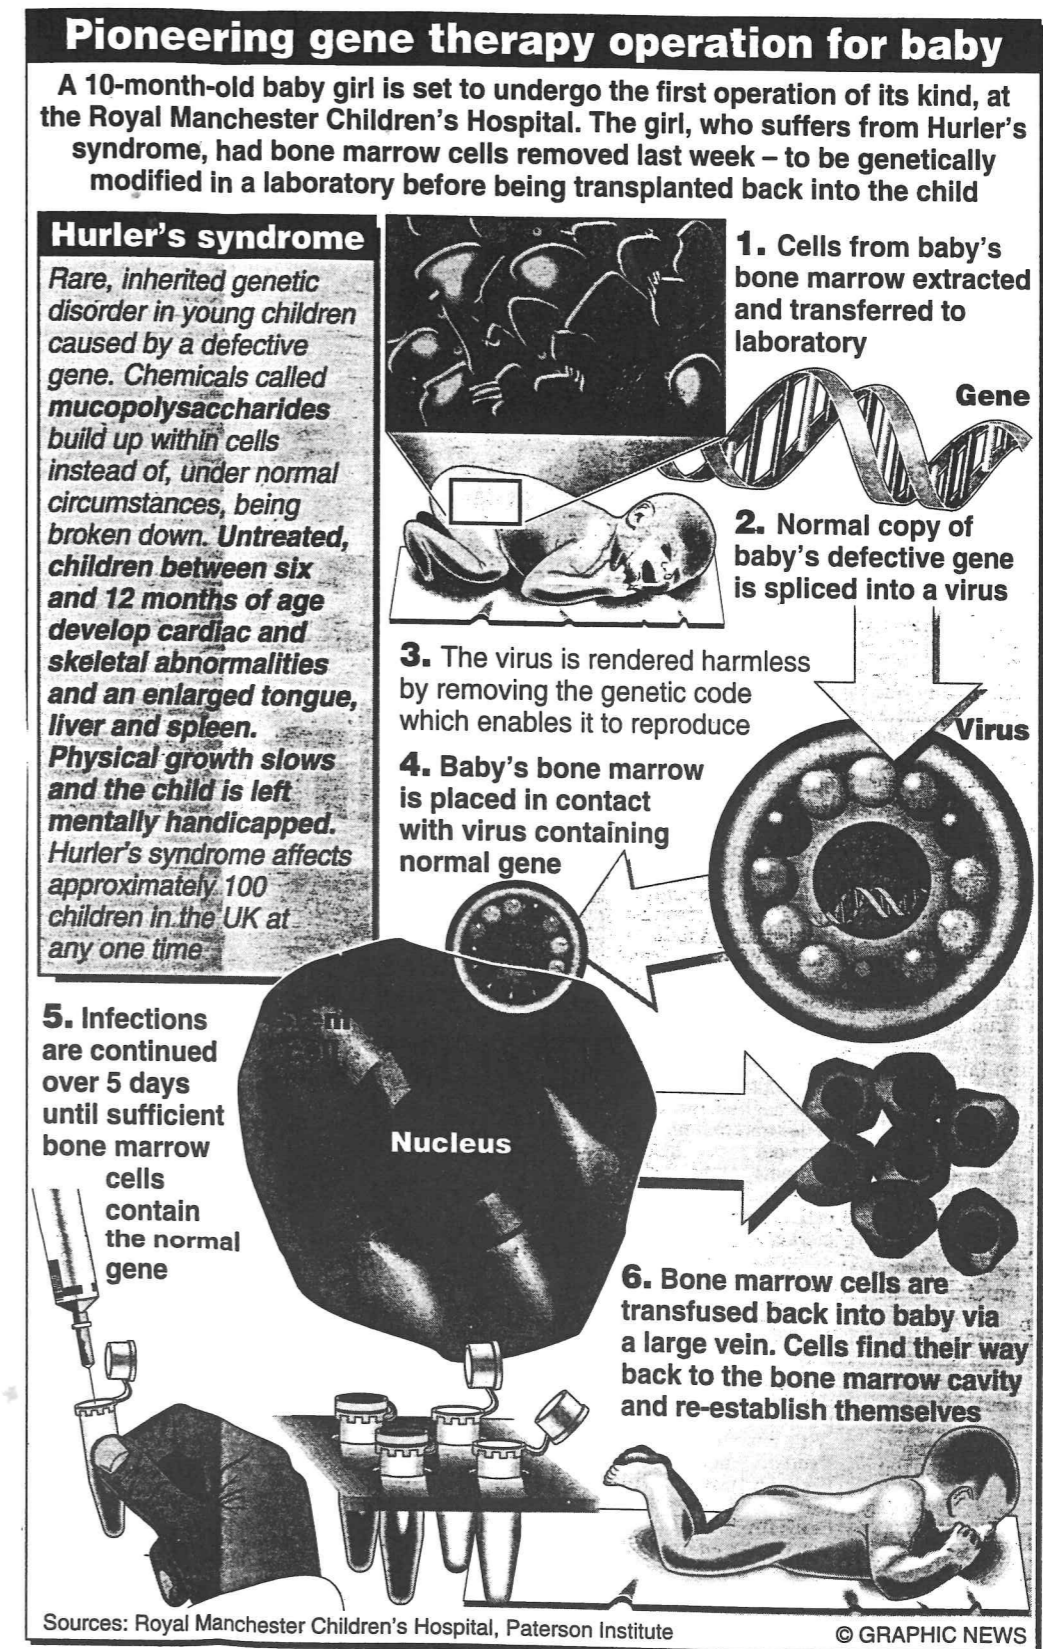 Pioneering gene therapy operation for baby
A 10-month-old baby girl is set to undergo the first operation of its kind, at
the Royal Manchester Children's Hospital. The girl, who suffers from Hurler's
syndrome, had bone marrow cells removed last week – to be genetically
modified in a laboratory before being transplanted back into the child
Hurler's syndrome
Rare, inherited genetic
disorder in young children
caused by a defective
gene. Chemicals called
mucopolysaccharides
build up within cells
instead of, under normal
circumstances, being
broken down. Untreated,
children between six
and 12 months of age
develop cardiac and
skeletal abnormalities
and an enlarged tongue,
liver and spleen.
Physical growth slows
and the child is left
mentally handicapped.
Hurler's syndrome affects
approximately 100
children in the UK at
any one time
1. Cells from baby's
bone marrow extracted
and transferred to
laboratory
Gene
2. Normal copy of
baby's defective gene
is spliced into a virus
3. The virus is rendered harmless
by removing the genetic code
which enables it to reproduce
Virus
4. Baby's bone marrow
is placed in contact
with virus containing
normal gene
5. Infections
are continued
over 5 days
until sufficient
bone marrow
cells
contain
the normal
gene
Nucleus
6. Bone marrow cells are
transfused back into baby via
a large vein. Cells find their way
back to the bone marrow cavity
and re-establish themselves
Sources: Royal Manchester Children's Hospital, Paterson Institute
© GRAPHIC NEWS